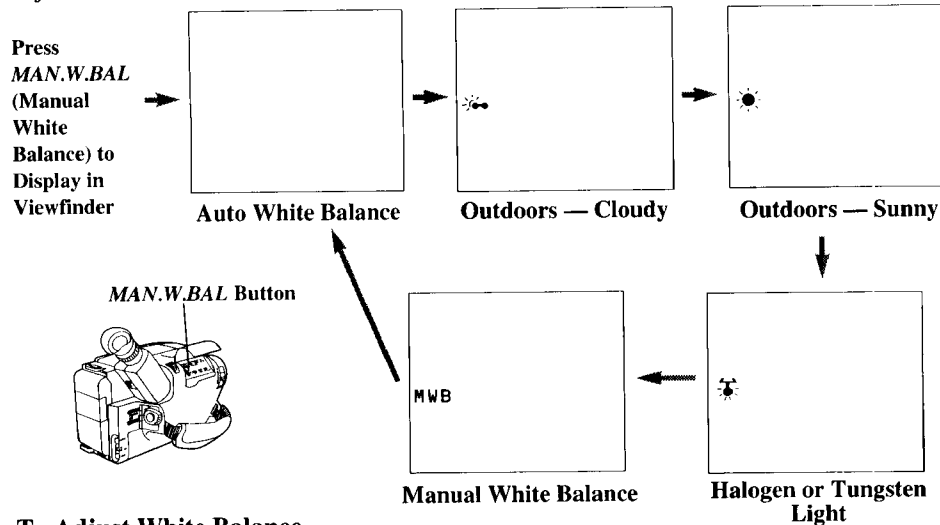 Press
MAN.W.BAL
(Manual
White
Balance) to
Display in
Viewfinder
Auto White Balance
Outdoors — Cloudy
Outdoors — Sunny
MAN.W.BAL Button
MWB
Manual White Balance
Halogen or Tungsten
Light
Adjust White Balance